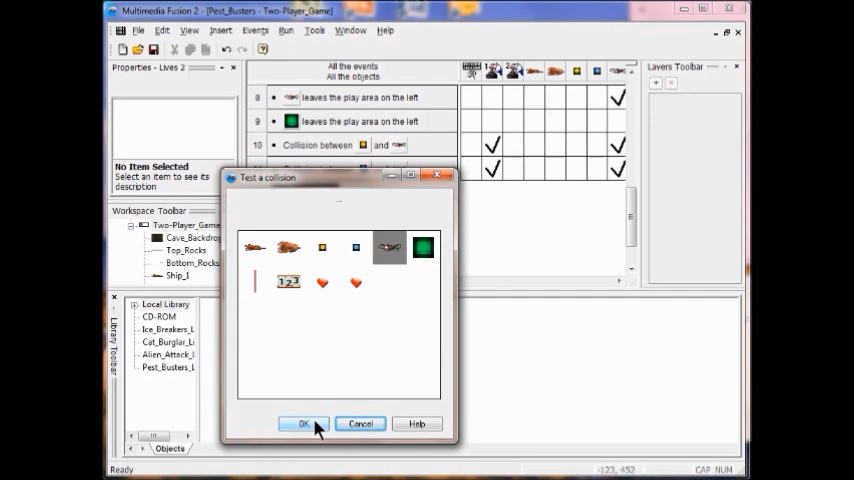 Multimedia Fusion 2 - [Pest_Busters - Two-Player_Game]
File Edit View Insert Events Run Tools Window Help
Properties - Lives 2
All the events
All the objects
Layers Toolbar
8 • leaves the play area on the left
9 • leaves the play area on the left
10 • Collision between and
No Item Selected
Select an item to see its
description
Test a collision
...
Workspace Toolbar
Two-Player_Game
Cave_Backdrop
Top_Rocks
Bottom_Rocks
Ship_1
1 2 3
Library Toolbar
Local Library
CD-ROM
Ice_Breakers_L
Cat_Burglar_Li
Alien_Attack_L
Pest_Busters_L
OK Cancel Help
Objects
Ready -123, 452 CAP NUM